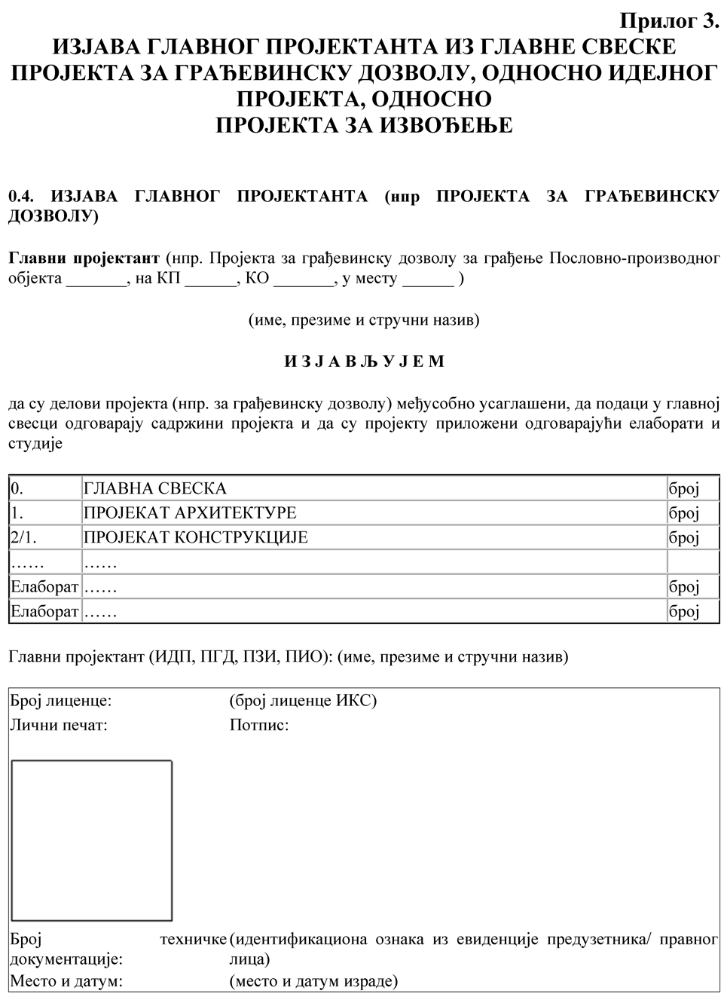 Прилог 3.
ИЗЈАВА ГЛАВНОГ ПРОЈЕКТАНТА ИЗ ГЛАВНЕ СВЕСКЕ
ПРОЈЕКТА ЗА ГРАЂЕВИНСКУ ДОЗВОЛУ, ОДНОСНО ИДЕЈНОГ
ПРОЈЕКТА, ОДНОСНО
ПРОЈЕКТА ЗА ИЗВОЂЕЊЕ
0.4. ИЗЈАВА ГЛАВНОГ ПРОЈЕКТАНТА (нпр ПРОЈЕКТА ЗА ГРАЂЕВИНСКУ
ДОЗВОЛУ)
Главни пројектант (нпр. Пројекта за грађевинску дозволу за грађење Пословно-производног
објекта _______, на КП ______, КО _______, у месту ______ )
(име, презиме и стручни назив)
И З Ј А В Љ У Ј Е М
да су делови пројекта (нпр. за грађевинску дозволу) међусобно усаглашени, да подаци у главној
свесци одговарају садржини пројекта и да су пројекту приложени одговарајући елаборати и
студије
0. ГЛАВНА СВЕСКА број
1. ПРОЈЕКАТ АРХИТЕКТУРЕ број
2/1. ПРОЈЕКАТ КОНСТРУКЦИЈЕ број
…… ……
Елаборат …… број
Елаборат …… број
Главни пројектант (ИДП, ПГД, ПЗИ, ПИО): (име, презиме и стручни назив)
Број лиценце: (број лиценце ИКС)
Лични печат: Потпис:
Број техничке (идентификациона ознака из евиденције предузетника/ правног
документације: лица)
Место и датум: (место и датум израде)